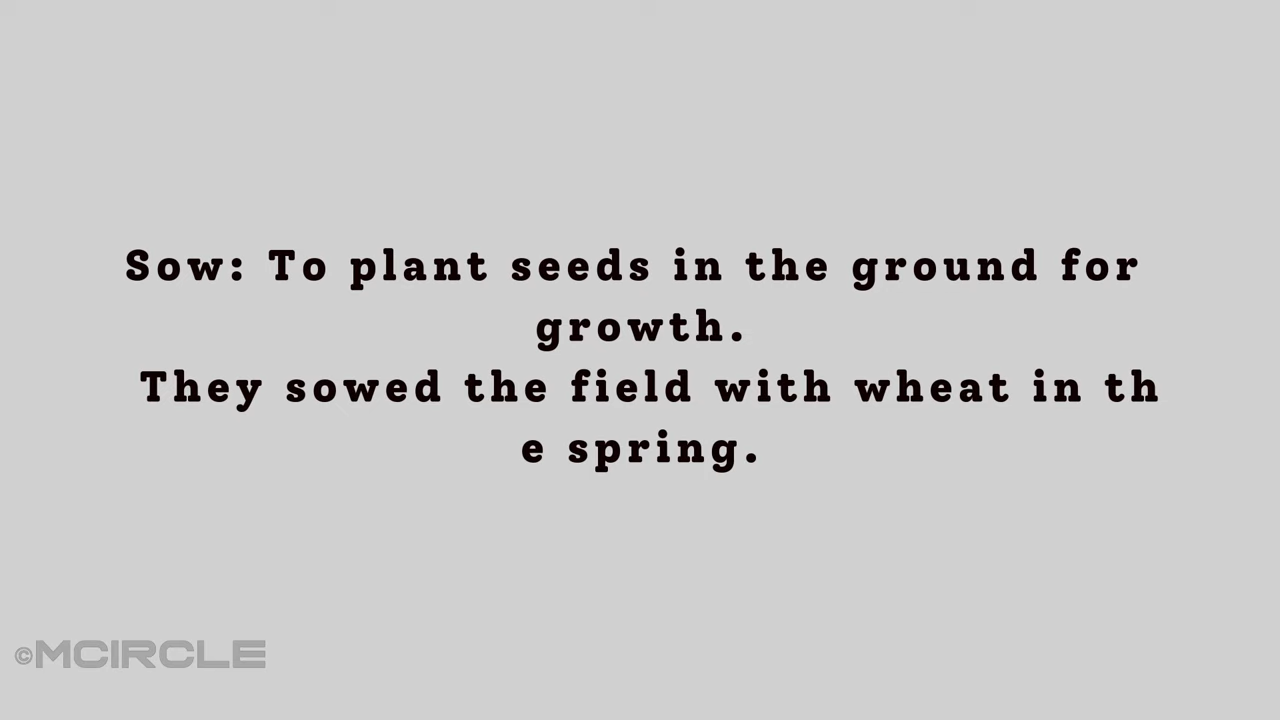 Sow: To plant seeds in the ground for
growth.
They sowed the field with wheat in th
e spring.
©MCIRCLE